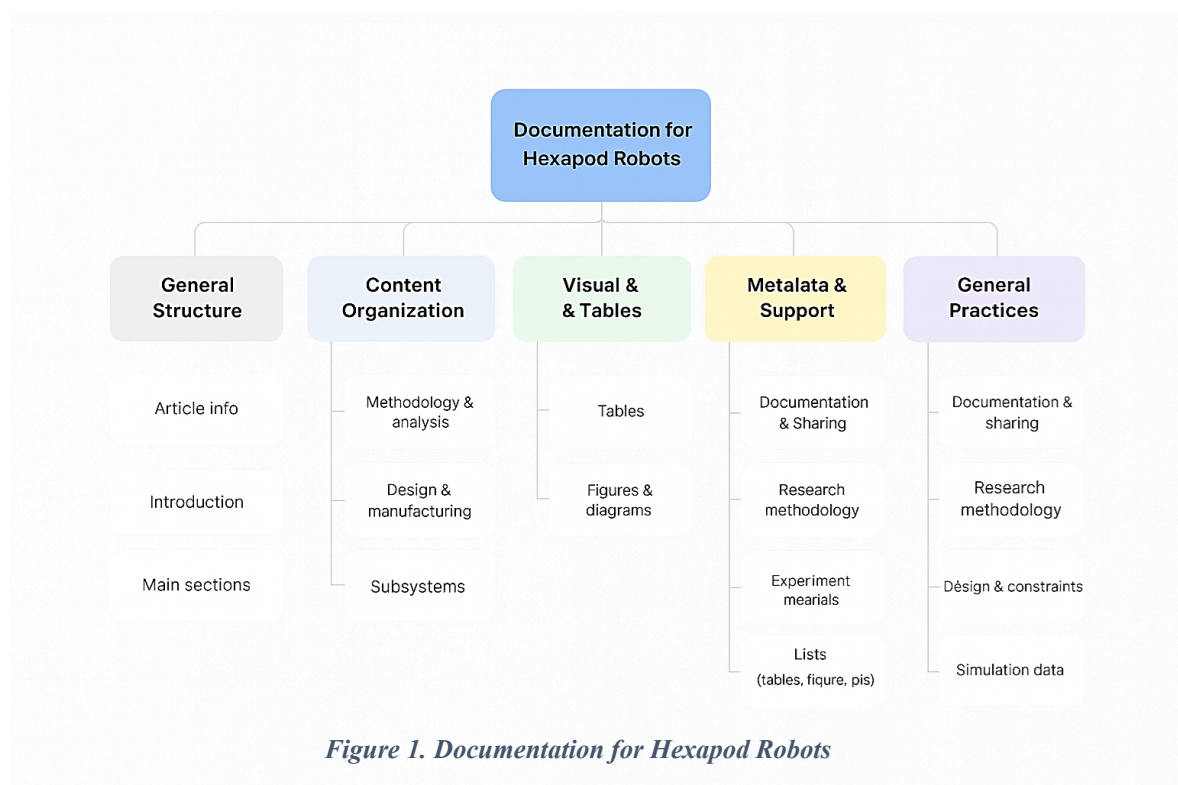 Documentation for
Hexapod Robots
General
Structure
Article info
Introduction
Main sections
Content
Organization
Methodology &
analysis
Design &
manufacturing
Subsystems
Visual &
& Tables
Tables
Figures &
diagrams
Metalata &
Support
Documentation
& Sharing
Research
methodology
Experiment
mearials
Lists
(tables, fiqure, pis)
General
Practices
Documentation &
sharing
Research
methodology
Dėsign & constraints
Simulation data
Figure 1. Documentation for Hexapod Robots